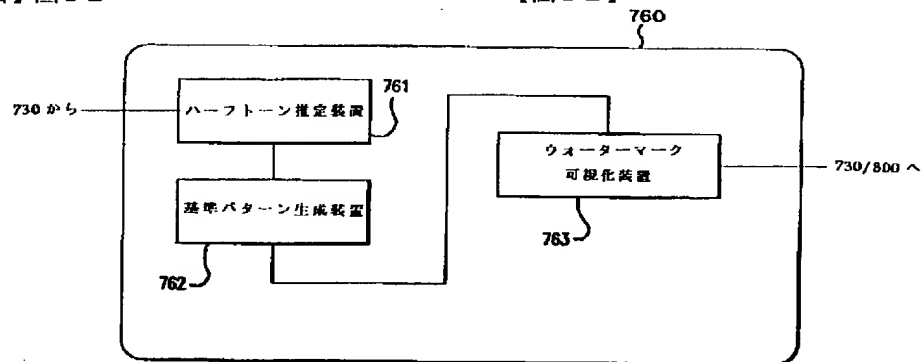 760
761
730 から
ハーフトーン推定装置
ウォーターマーク
可視化装置
730/800 へ
基準パターン生成装置
763
762